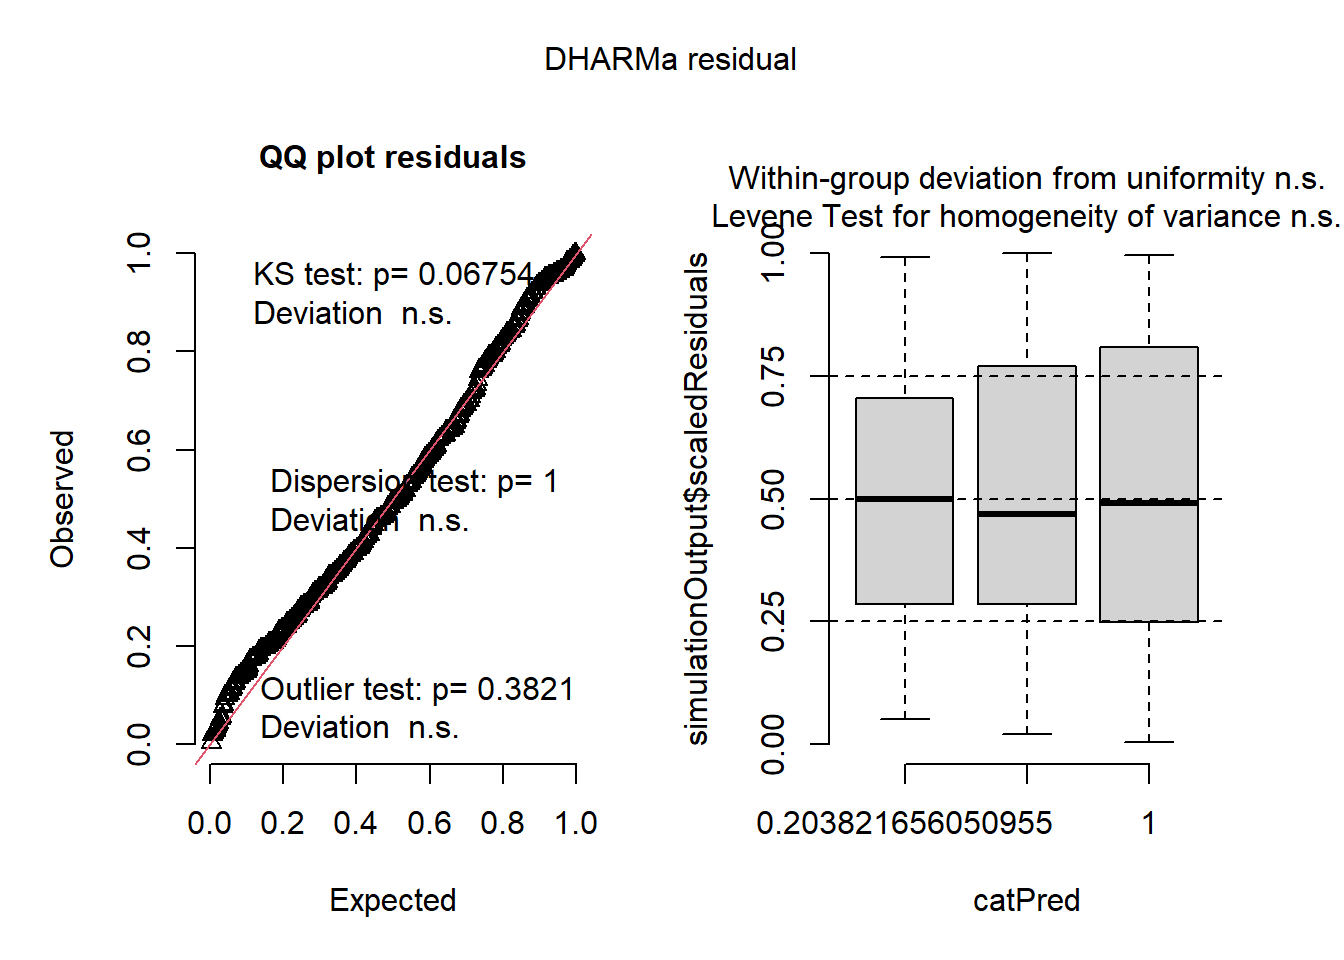 DHARMa residual
QQ plot residuals
KS test: p= 0.06754
Deviation  n.s.
Dispersion test: p= 1
Deviation  n.s.
Outlier test: p= 0.3821
Deviation  n.s.
Observed
0.0 0.2 0.4 0.6 0.8 1.0
0.0 0.2 0.4 0.6 0.8 1.0
Expected
Within-group deviation from uniformity n.s.
Levene Test for homogeneity of variance n.s.
simulationOutput$scaledResiduals
0.00 0.25 0.50 0.75 1.00
0.203821656050955 1
catPred